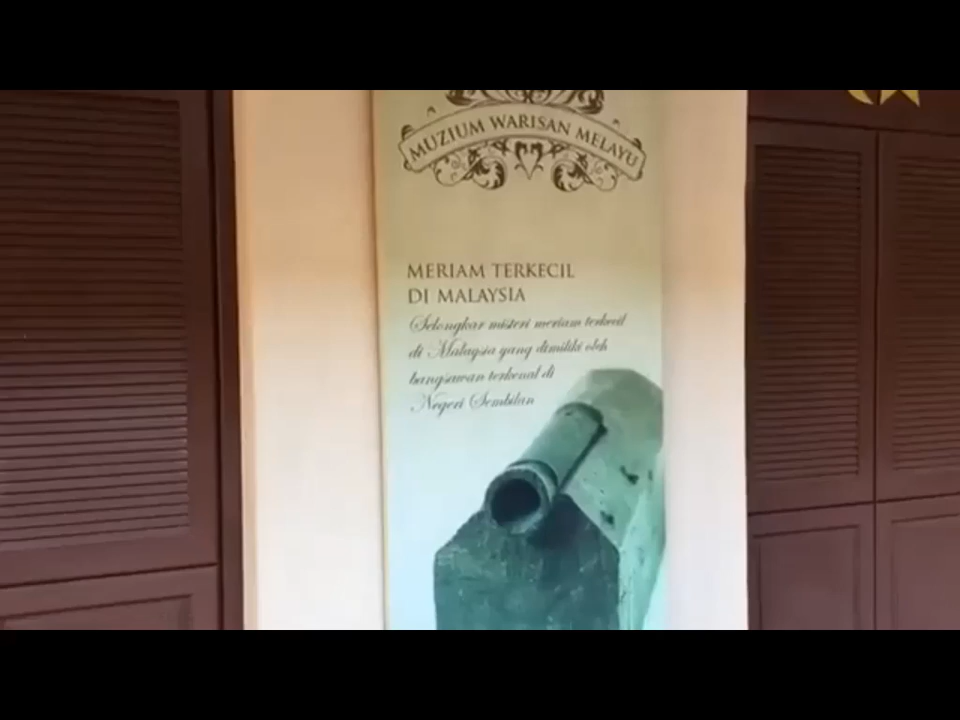 MUZIUM WARISAN MELAYU
MERIAM TERKECIL
DI MALAYSIA
Selongkar misteri meriam terkecil
di Malaysia yang dimiliki oleh
bangsawan terkenal di
Negeri Sembilan